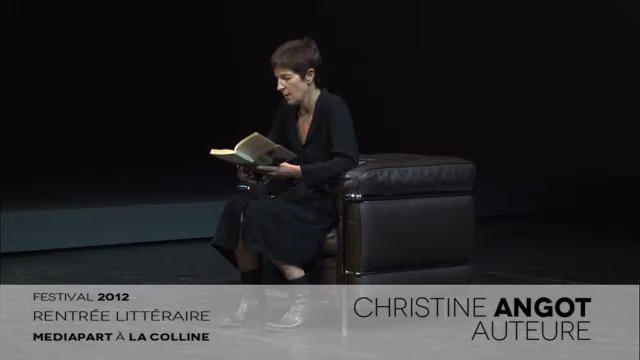 FESTIVAL 2012
RENTRÉE LITTÉRAIRE
MEDIAPART À LA COLLINE
CHRISTINE ANGOT
AUTEURE